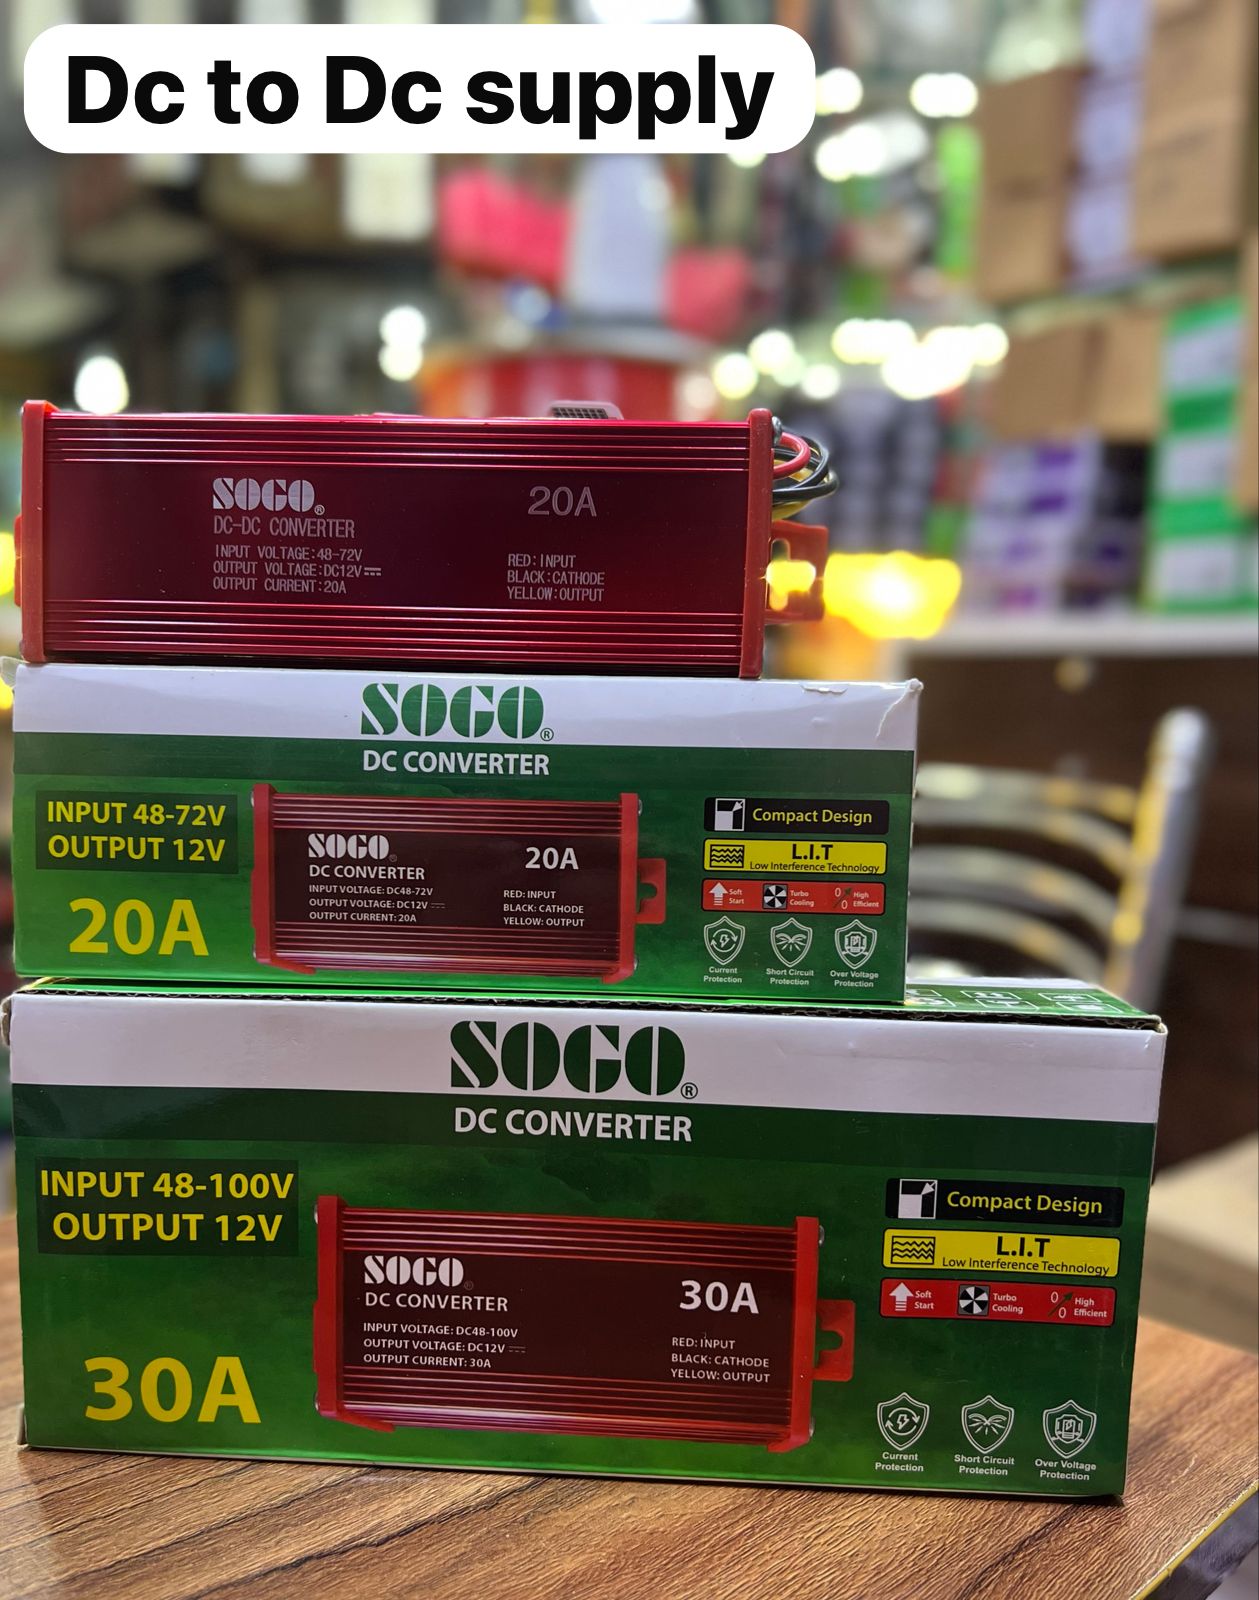 Dc to Dc supply
SOGO®
DC-DC CONVERTER
INPUT VOLTAGE:48-72V
OUTPUT VOLTAGE:DC12V
OUTPUT CURRENT:20A
20A
RED:INPUT
BLACK:CATHODE
YELLOW:OUTPUT
SOGO®
DC CONVERTER
INPUT 48-72V
OUTPUT 12V
20A
SOGO®
DC CONVERTER
INPUT VOLTAGE: DC48-72V
OUTPUT VOLTAGE: DC12V
OUTPUT CURRENT: 20A
20A
RED: INPUT
BLACK: CATHODE
YELLOW: OUTPUT
Compact Design
L.I.T
Low Interference Technology
Soft
Start
Turbo
Cooling
High
Efficient
Current
Protection
Short Circuit
Protection
Over Voltage
Protection
SOGO®
DC CONVERTER
INPUT 48-100V
OUTPUT 12V
30A
SOGO®
DC CONVERTER
INPUT VOLTAGE: DC48-100V
OUTPUT VOLTAGE: DC12V
OUTPUT CURRENT: 30A
30A
RED: INPUT
BLACK: CATHODE
YELLOW: OUTPUT
Compact Design
L.I.T
Low Interference Technology
Soft
Start
Turbo
Cooling
High
Efficient
Current
Protection
Short Circuit
Protection
Over Voltage
Protection